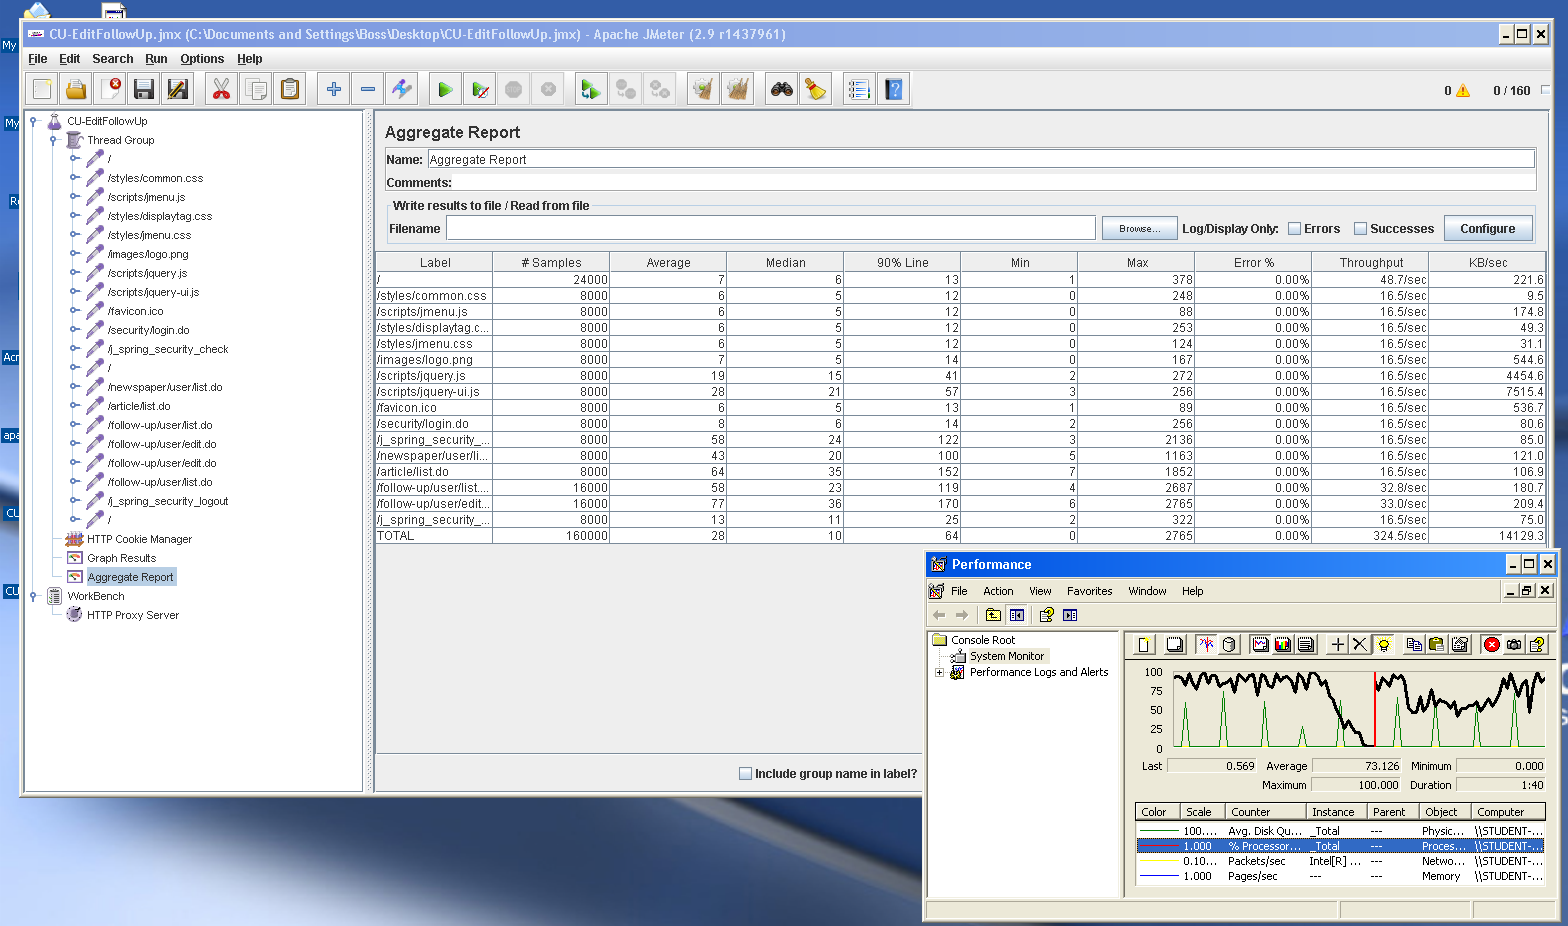 CU-EditFollowUp.jmx (C:\Documents and Settings\Boss\Desktop\CU-EditFollowUp.jmx) - Apache JMeter (2.9 r1437961)
File Edit Search Run Options Help
0 0 / 160
My
My
Re
Acr
apa
CU
CU
CU-EditFollowUp
Thread Group
/
/styles/common.css
/scripts/jmenu.js
/styles/displaytag.css
/styles/jmenu.css
/images/logo.png
/scripts/jquery.js
/scripts/jquery-ui.js
/favicon.ico
/security/login.do
/j_spring_security_check
/
/newspaper/user/list.do
/article/list.do
/follow-up/user/list.do
/follow-up/user/edit.do
/follow-up/user/edit.do
/follow-up/user/list.do
/j_spring_security_logout
/
HTTP Cookie Manager
Graph Results
Aggregate Report
WorkBench
HTTP Proxy Server
Aggregate Report
Name: Aggregate Report
Comments:
Write results to file / Read from file
Filename Browse... Log/Display Only: Errors Successes Configure
Label # Samples Average Median 90% Line Min Max Error % Throughput KB/sec
/ 24000 7 6 13 1 378 0.00% 48.7/sec 221.6
/styles/common.css 8000 6 5 12 0 248 0.00% 16.5/sec 9.5
/scripts/jmenu.js 8000 6 5 12 0 88 0.00% 16.5/sec 174.8
/styles/displaytag.c... 8000 6 5 12 0 253 0.00% 16.5/sec 49.3
/styles/jmenu.css 8000 6 5 12 0 124 0.00% 16.5/sec 31.1
/images/logo.png 8000 7 5 14 0 167 0.00% 16.5/sec 544.6
/scripts/jquery.js 8000 19 15 41 2 272 0.00% 16.5/sec 4454.6
/scripts/jquery-ui.js 8000 28 21 57 3 256 0.00% 16.5/sec 7515.4
/favicon.ico 8000 6 5 13 1 89 0.00% 16.5/sec 536.7
/security/login.do 8000 8 6 14 2 256 0.00% 16.5/sec 80.6
/j_spring_security_... 8000 58 24 122 3 2136 0.00% 16.5/sec 85.0
/newspaper/user/li... 8000 43 20 100 5 1163 0.00% 16.5/sec 121.0
/article/list.do 8000 64 35 152 7 1852 0.00% 16.5/sec 106.9
/follow-up/user/list.... 16000 58 23 119 4 2687 0.00% 32.8/sec 180.7
/follow-up/user/edit... 16000 77 36 170 6 2765 0.00% 33.0/sec 209.4
/j_spring_security_... 8000 13 11 25 2 322 0.00% 16.5/sec 75.0
TOTAL 160000 28 10 64 0 2765 0.00% 324.5/sec 14129.3
Include group name in label?
Performance
File Action View Favorites Window Help
Console Root
System Monitor
Performance Logs and Alerts
100
75
50
25
0
Last 0.569 Average 73.126 Minimum 0.000
Maximum 100.000 Duration 1:40
Color Scale Counter Instance Parent Object Computer
100.... Avg. Disk Qu... _Total --- Physic... \\STUDENT-...
1.000 % Processor... _Total --- Proces... \\STUDENT-...
0.10... Packets/sec Intel[R] ... --- Netwo... \\STUDENT-...
1.000 Pages/sec --- --- Memory \\STUDENT-...